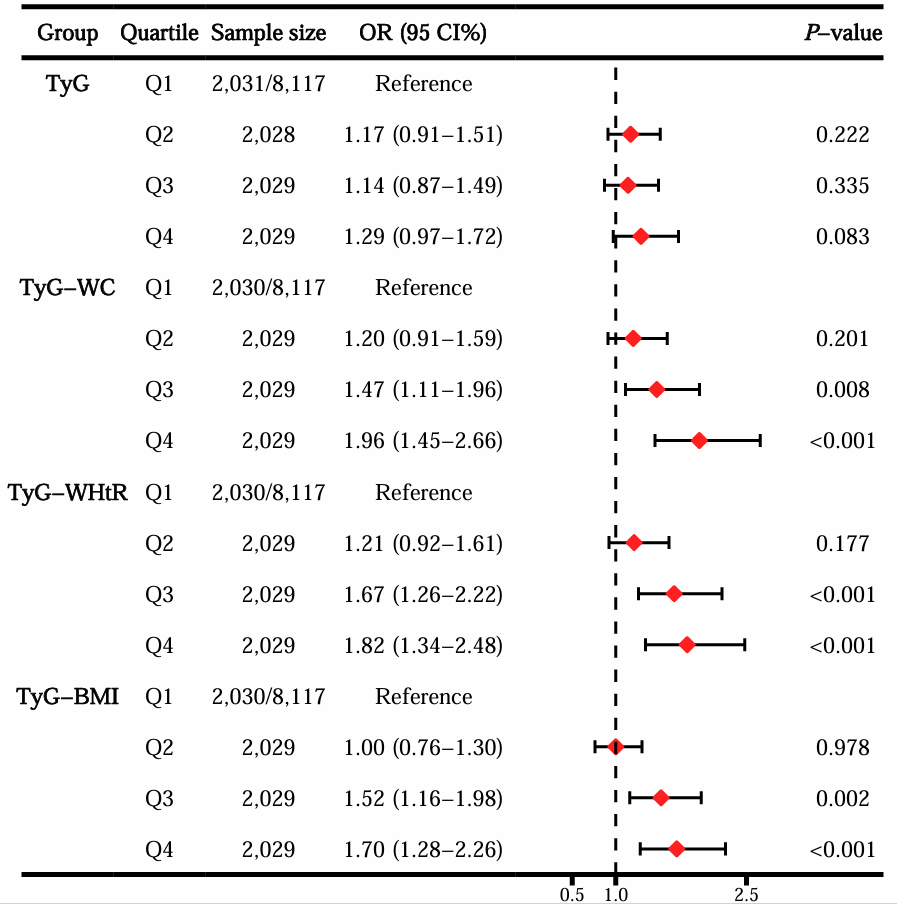 Group Quartile Sample size OR (95 CI%) P–value
TyG Q1 2,031/8,117 Reference
Q2 2,028 1.17 (0.91–1.51) 0.222
Q3 2,029 1.14 (0.87–1.49) 0.335
Q4 2,029 1.29 (0.97–1.72) 0.083
TyG–WC Q1 2,030/8,117 Reference
Q2 2,029 1.20 (0.91–1.59) 0.201
Q3 2,029 1.47 (1.11–1.96) 0.008
Q4 2,029 1.96 (1.45–2.66) <0.001
TyG–WHtR Q1 2,030/8,117 Reference
Q2 2,029 1.21 (0.92–1.61) 0.177
Q3 2,029 1.67 (1.26–2.22) <0.001
Q4 2,029 1.82 (1.34–2.48) <0.001
TyG–BMI Q1 2,030/8,117 Reference
Q2 2,029 1.00 (0.76–1.30) 0.978
Q3 2,029 1.52 (1.16–1.98) 0.002
Q4 2,029 1.70 (1.28–2.26) <0.001
0.5 1.0 2.5